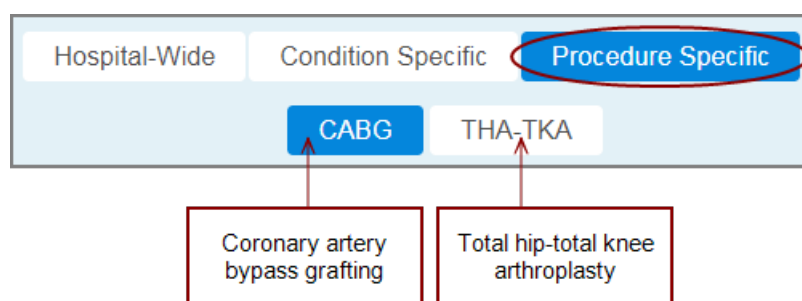 Hospital-Wide Condition Specific Procedure Specific
CABG THA-TKA
Coronary artery
bypass grafting
Total hip-total knee
arthroplasty